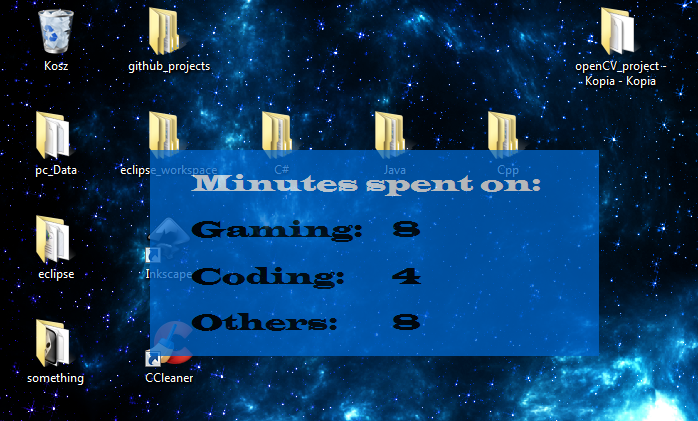 Kosz
github_projects
openCV_project -
Kopia - Kopia
pc_Data
eclipse_workspace
C#
Java
Cpp
Minutes spent on:
Gaming: 8
eclipse
Inkscape
Coding: 4
Others: 8
something
CCleaner